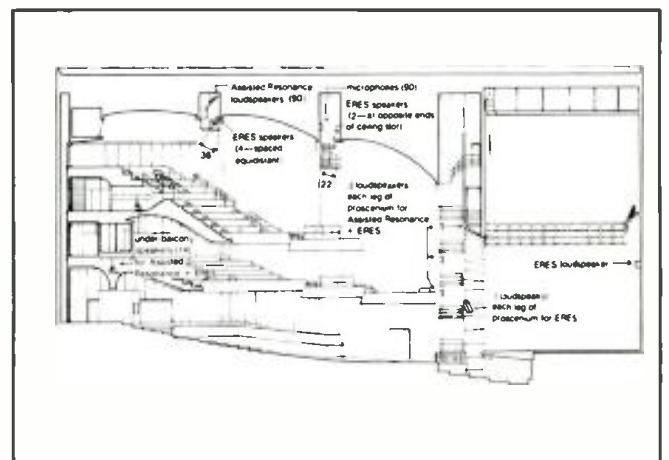 Assisted Resonance
loudspeakers (90)
microphones (90)
ERES speakers
(2—at opposite ends
of ceiling slot)
ERES speakers
(4—spaced
equidistant
36
122
loudspeakers
each leg of
proscenium for
Assisted Resonance
+ ERES
under balcony
speakers
for Assisted
Resonance +
ERES loudspeaker
loudspeaker
each leg of
proscenium for ERES